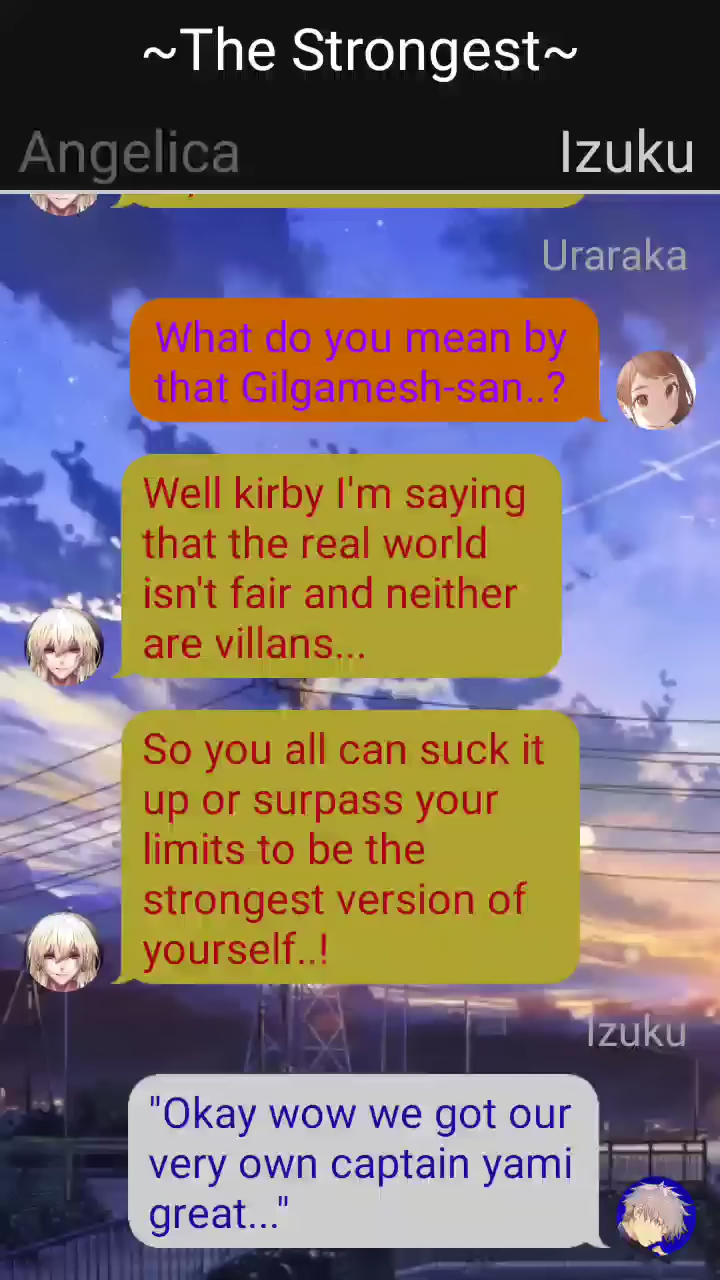 ~The Strongest~
Angelica
Izuku
Uraraka
What do you mean by
that Gilgamesh-san..?
Well kirby I'm saying
that the real world
isn't fair and neither
are villans...
So you all can suck it
up or surpass your
limits to be the
strongest version of
yourself..!
Izuku
"Okay wow we got our
very own captain yami
great..."